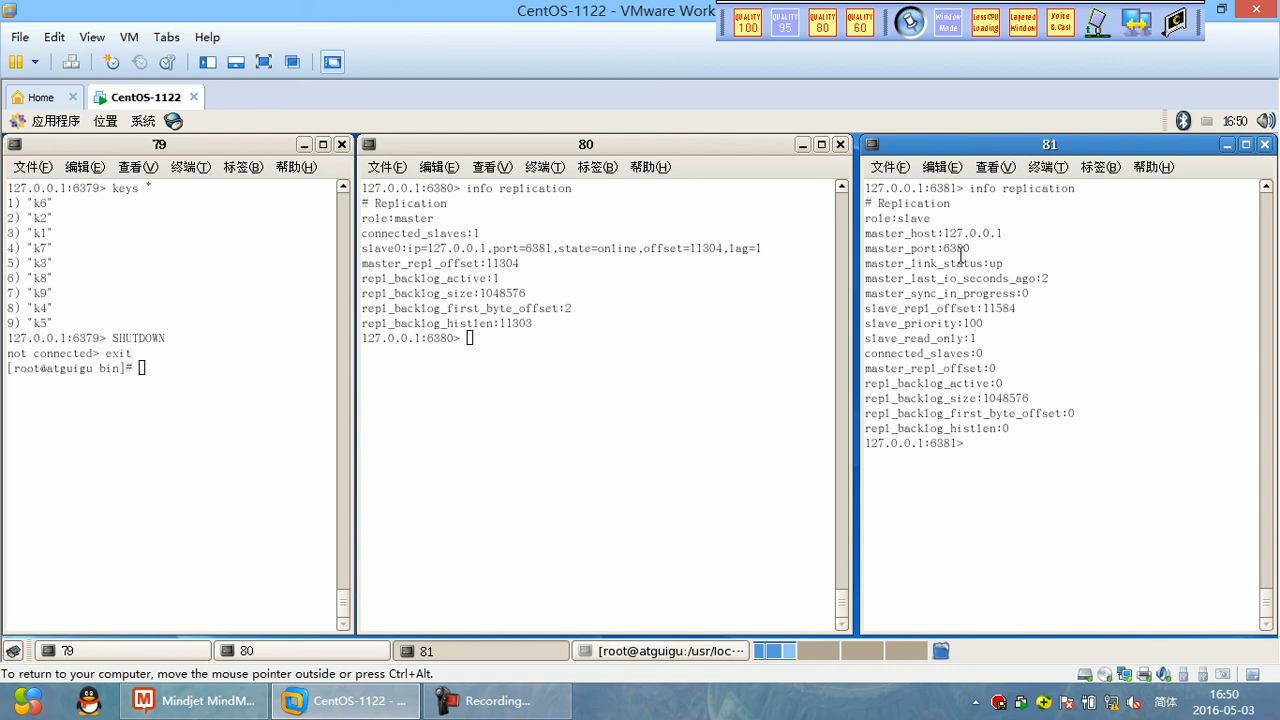 CentOS-1122 - VMware Work
QUALITY 100
QUALITY 95
QUALITY 80
QUALITY 60
Window Mode
LessCPU Loading
Layered Window
Voice B.Cast
File Edit View VM Tabs Help
Home CentOS-1122
应用程序 位置 系统 16:50
79
文件(F) 编辑(E) 查看(V) 终端(T) 标签(B) 帮助(H)
127.0.0.1:6379> keys *
1) "k6"
2) "k2"
3) "k1"
4) "k7"
5) "k3"
6) "k8"
7) "k9"
8) "k4"
9) "k5"
127.0.0.1:6379> SHUTDOWN
not connected> exit
[root@atguigu bin]#
80
文件(F) 编辑(E) 查看(V) 终端(T) 标签(B) 帮助(H)
127.0.0.1:6380> info replication
# Replication
role:master
connected_slaves:1
slave0:ip=127.0.0.1,port=6381,state=online,offset=11304,lag=1
master_repl_offset:11304
repl_backlog_active:1
repl_backlog_size:1048576
repl_backlog_first_byte_offset:2
repl_backlog_histlen:11303
127.0.0.1:6380>
81
文件(F) 编辑(E) 查看(V) 终端(T) 标签(B) 帮助(H)
127.0.0.1:6381> info replication
# Replication
role:slave
master_host:127.0.0.1
master_port:6380
master_link_status:up
master_last_io_seconds_ago:2
master_sync_in_progress:0
slave_repl_offset:11584
slave_priority:100
slave_read_only:1
connected_slaves:0
master_repl_offset:0
repl_backlog_active:0
repl_backlog_size:1048576
repl_backlog_first_byte_offset:0
repl_backlog_histlen:0
127.0.0.1:6381>
79 80 81 [root@atguigu:/usr/loc···
To return to your computer, move the mouse pointer outside or press Ctrl+Alt.
Mindjet MindM... CentOS-1122 - ... Recording... 简体 16:50
2016-05-03